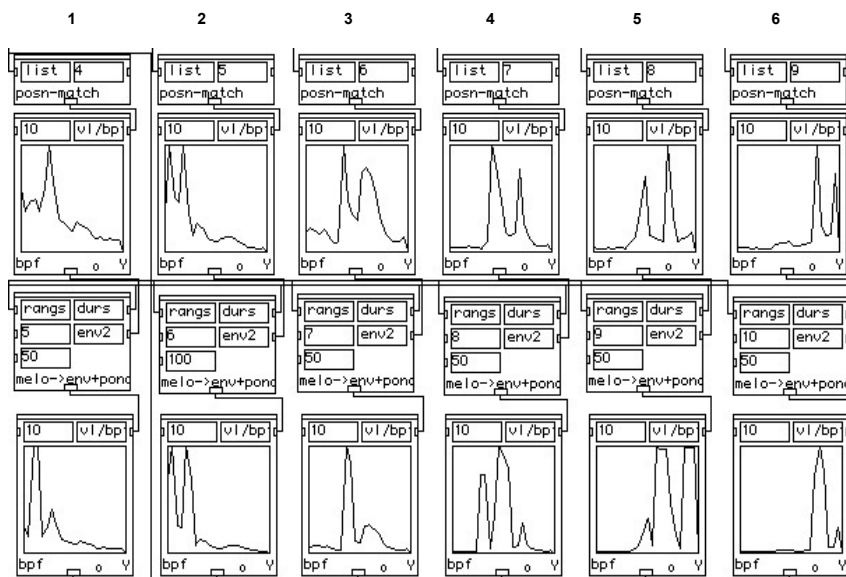 1 2 3 4 5 6
list 4 list 5 list 6 list 7 list 8 list 9
posn-match posn-match posn-match posn-match posn-match posn-match
10 vl/bp 10 vl/bp 10 vl/bp 10 vl/bp 10 vl/bp 10 vl/bp
bpf o Y bpf o Y bpf o Y bpf o Y bpf o Y bpf o Y
rangs durs rangs durs rangs durs rangs durs rangs durs rangs durs
5 env2 6 env2 7 env2 8 env2 9 env2 10 env2
50 100 50 50 50 50
melo->env+pond melo->env+pond melo->env+pond melo->env+pond melo->env+pond melo->env+pond
10 vl/bp 10 vl/bp 10 vl/bp 10 vl/bp 10 vl/bp 10 vl/bp
bpf o Y bpf o Y bpf o Y bpf o Y bpf o Y bpf o Y